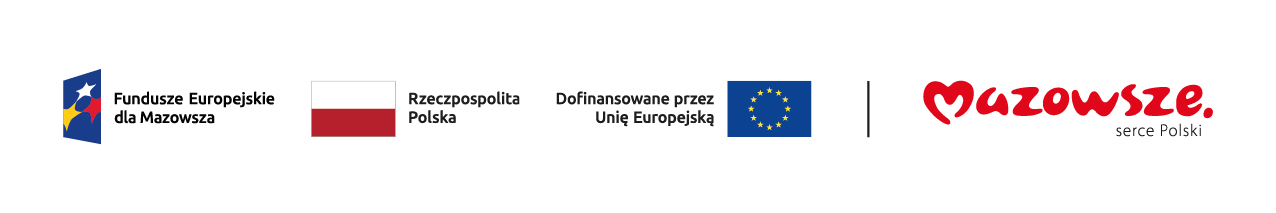 Fundusze Europejskie
dla Mazowsza
Rzeczpospolita
Polska
Dofinansowane przez
Unię Europejską
Mazowsze.
serce Polski